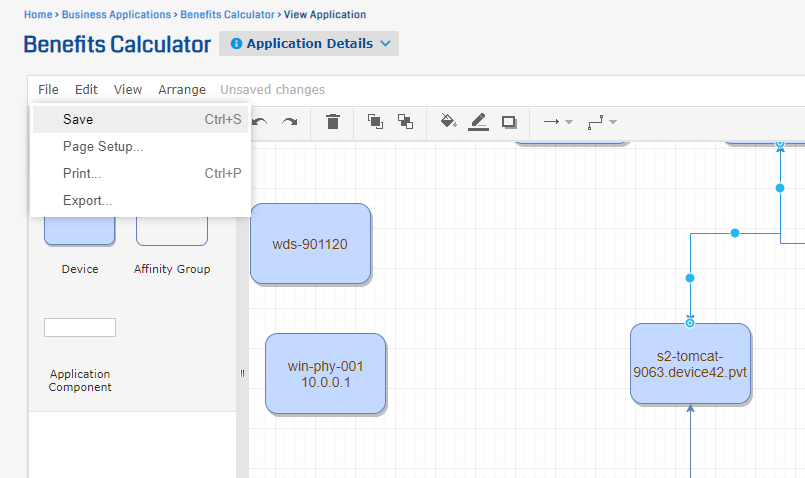 Home › Business Applications › Benefits Calculator › View Application
Benefits Calculator
Application Details
File Edit View Arrange Unsaved changes
Save Ctrl+S
Page Setup...
Print... Ctrl+P
Export...
Device
Affinity Group
Application
Component
wds-901120
win-phy-001
10.0.0.1
s2-tomcat-
9063.device42.pvt